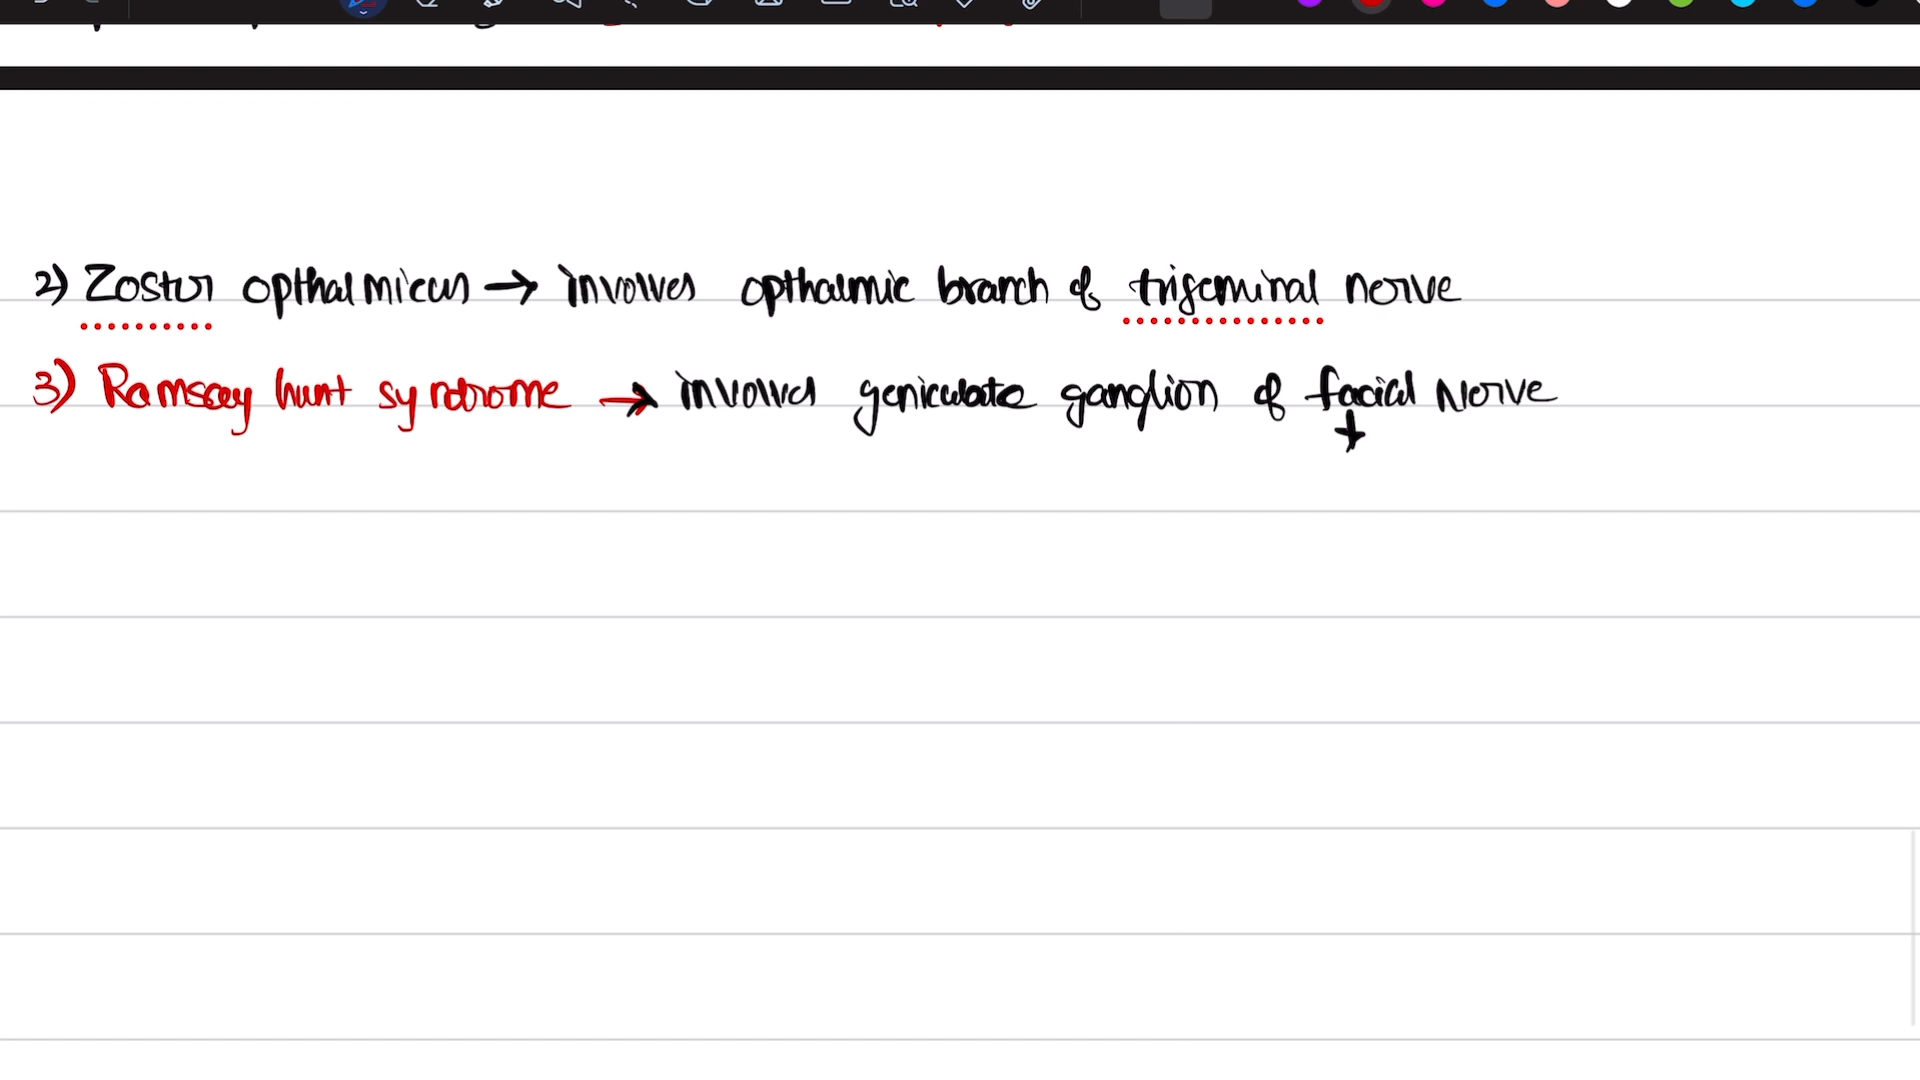 2) Zoster opthalmicus → involves opthalmic branch of trigeminal nerve
3) Ramsay hunt syndrome → involves geniculate ganglion of facial Nerve
+